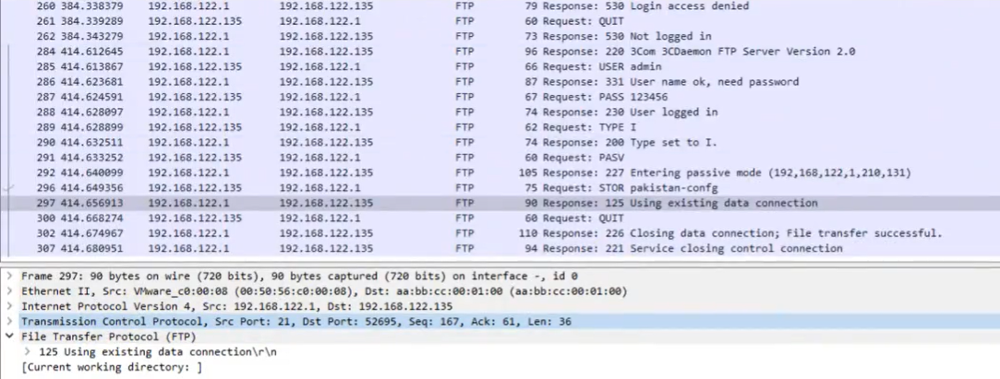 260 384.338379 192.168.122.1 192.168.122.135 FTP 79 Response: 530 Login access denied
261 384.339289 192.168.122.135 192.168.122.1 FTP 60 Request: QUIT
262 384.343279 192.168.122.1 192.168.122.135 FTP 73 Response: 530 Not logged in
284 414.612645 192.168.122.1 192.168.122.135 FTP 96 Response: 220 3Com 3CDaemon FTP Server Version 2.0
285 414.613867 192.168.122.135 192.168.122.1 FTP 66 Request: USER admin
286 414.623681 192.168.122.1 192.168.122.135 FTP 87 Response: 331 User name ok, need password
287 414.624591 192.168.122.135 192.168.122.1 FTP 67 Request: PASS 123456
288 414.628097 192.168.122.1 192.168.122.135 FTP 74 Response: 230 User logged in
289 414.628899 192.168.122.135 192.168.122.1 FTP 62 Request: TYPE I
290 414.632511 192.168.122.1 192.168.122.135 FTP 74 Response: 200 Type set to I.
291 414.633252 192.168.122.135 192.168.122.1 FTP 60 Request: PASV
292 414.640099 192.168.122.1 192.168.122.135 FTP 105 Response: 227 Entering passive mode (192,168,122,1,210,131)
296 414.649356 192.168.122.135 192.168.122.1 FTP 75 Request: STOR pakistan-confg
297 414.656913 192.168.122.1 192.168.122.135 FTP 90 Response: 125 Using existing data connection
300 414.668274 192.168.122.135 192.168.122.1 FTP 60 Request: QUIT
302 414.674967 192.168.122.1 192.168.122.135 FTP 110 Response: 226 Closing data connection; File transfer successful.
307 414.680951 192.168.122.1 192.168.122.135 FTP 94 Response: 221 Service closing control connection
Frame 297: 90 bytes on wire (720 bits), 90 bytes captured (720 bits) on interface -, id 0
Ethernet II, Src: VMware_c0:00:08 (00:50:56:c0:00:08), Dst: aa:bb:cc:00:01:00 (aa:bb:cc:00:01:00)
Internet Protocol Version 4, Src: 192.168.122.1, Dst: 192.168.122.135
Transmission Control Protocol, Src Port: 21, Dst Port: 52695, Seq: 167, Ack: 61, Len: 36
File Transfer Protocol (FTP)
125 Using existing data connection\r\n
[Current working directory: ]